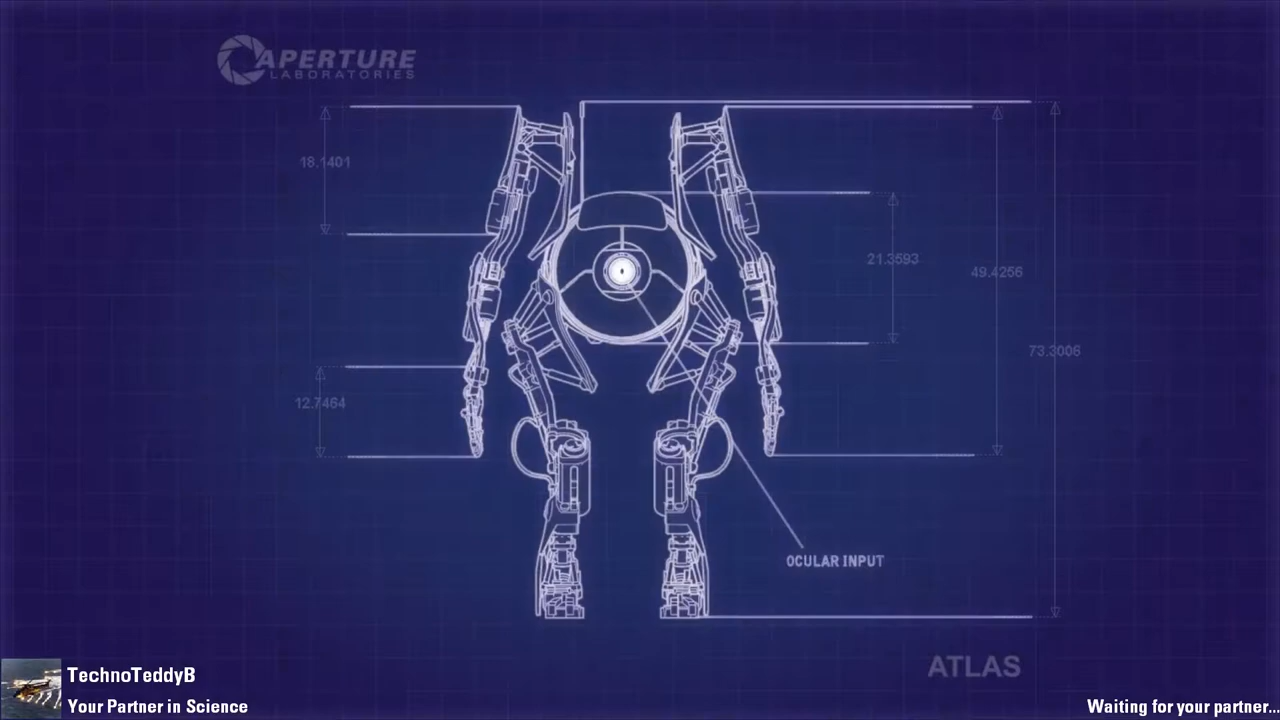 APERTURE
LABORATORIES
18.1401
21.3593
49.4256
73.3006
12.7464
OCULAR INPUT
ATLAS
TechnoTeddyB
Your Partner in Science
Waiting for your partner...